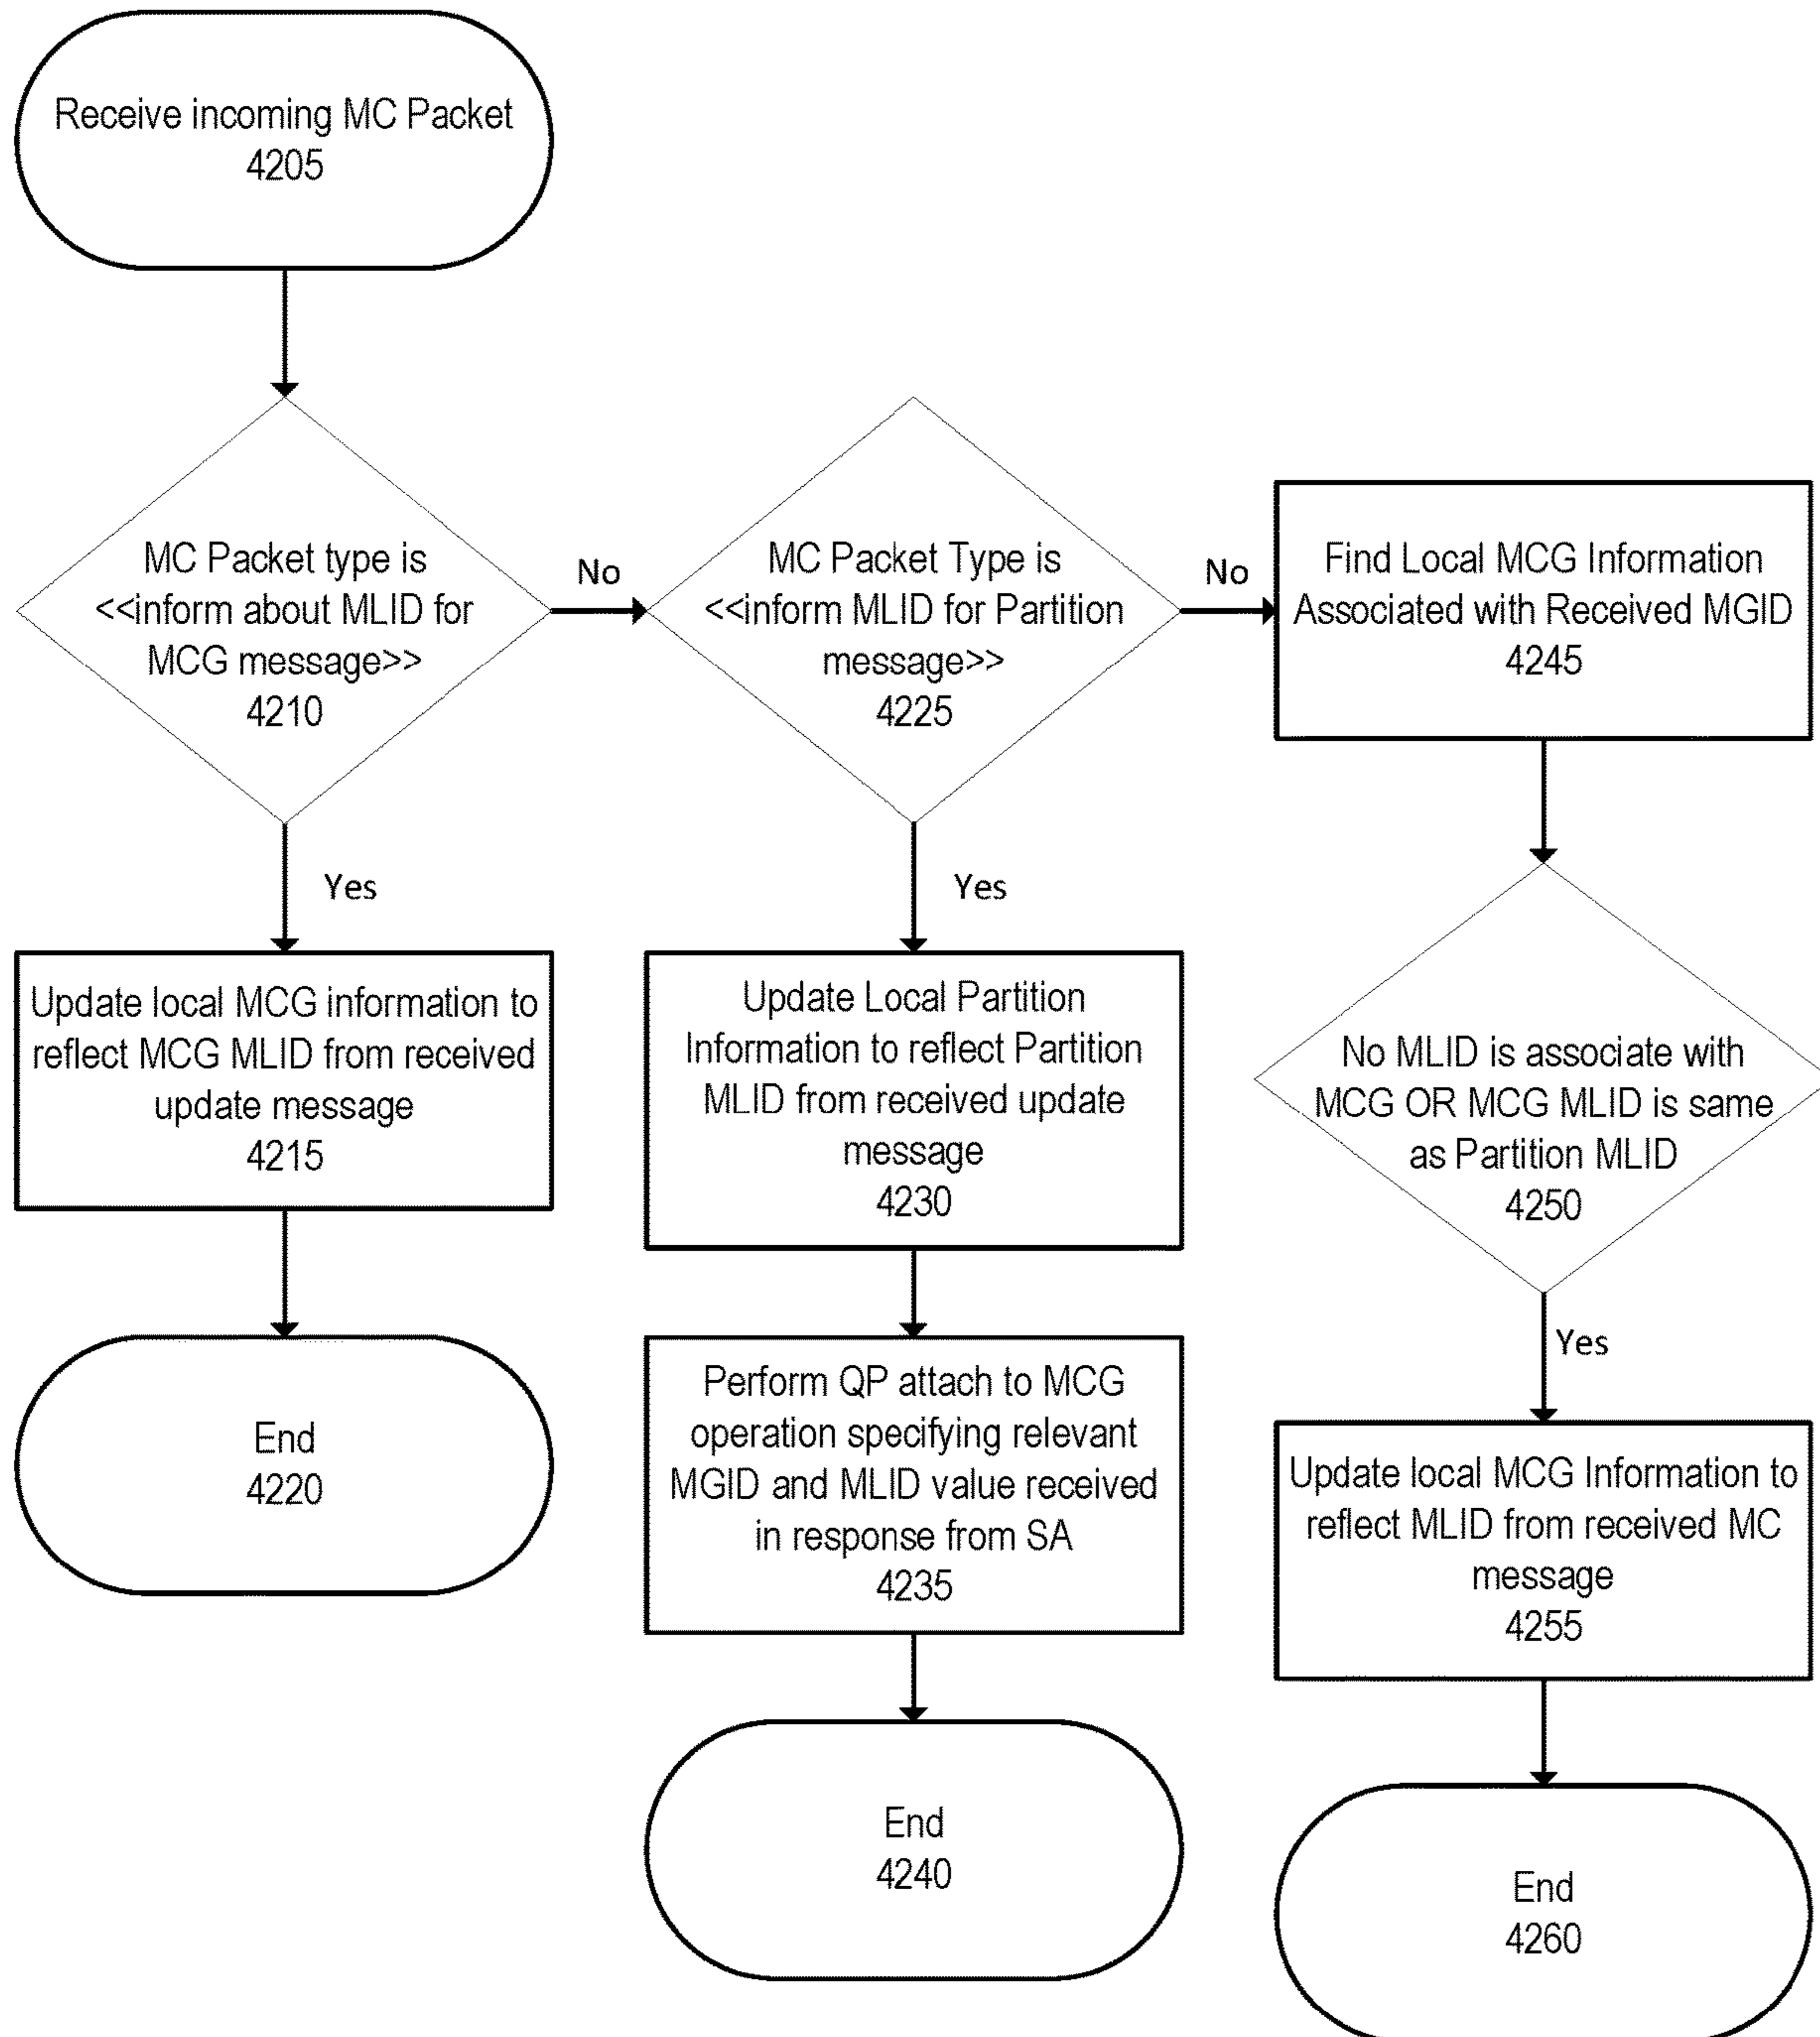 Receive incoming MC Packet
4205
MC Packet type is
<<inform about MLID for
MCG message>>
4210
No
MC Packet Type is
<<inform MLID for Partition
message>>
4225
No
Find Local MCG Information
Associated with Received MGID
4245
Yes
Update local MCG information to
reflect MCG MLID from received
update message
4215
End
4220
Yes
Update Local Partition
Information to reflect Partition
MLID from received update
message
4230
Perform QP attach to MCG
operation specifying relevant
MGID and MLID value received
in response from SA
4235
End
4240
No MLID is associate with
MCG OR MCG MLID is same
as Partition MLID
4250
Yes
Update local MCG Information to
reflect MLID from received MC
message
4255
End
4260